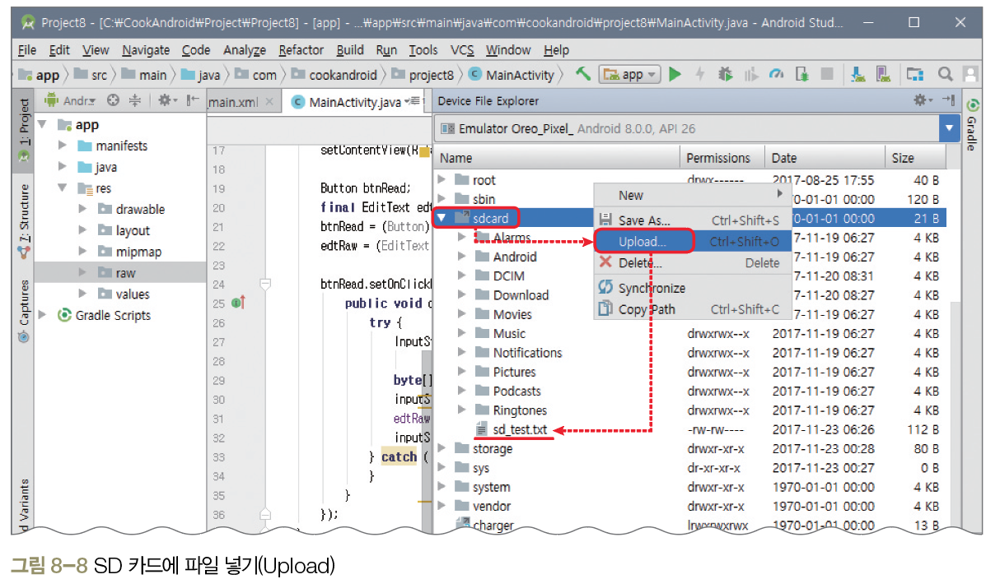 Project8 - [C:₩CookAndroid₩Project₩Project8] - [app] - ...₩app₩src₩main₩java₩com₩cookandroid₩project8₩MainActivity.java - Android Stud...
File Edit View Navigate Code Analyze Refactor Build Run Tools VCS Window Help
app src main java com cookandroid project8 MainActivity app
1: Project
Z: Structure
Captures
d Variants
Andr
app
manifests
java
res
drawable
layout
mipmap
raw
values
Gradle Scripts
main.xml MainActivity.java
17 setContentView(R
18
19 Button btnRead;
20 final EditText edt
21 btnRead = (Button)
22 edtRaw = (EditText
23
24 btnRead.setOnClickL
25 public void
26 try {
27 InputS
28
29 byte[]
30 inputS
31 edtRaw
32 inputS
33 } catch (
34 }
35 }
36 });
Device File Explorer
Emulator Oreo_Pixel_ Android 8.0.0, API 26
Name Permissions Date Size
root drwx------ 2017-08-25 17:55 40 B
sbin 70-01-01 00:00 120 B
sdcard 70-01-01 00:00 21 B
Alarms 7-11-19 06:27 4 KB
Android 7-11-19 06:27 4 KB
DCIM 7-11-20 08:31 4 KB
Download 7-11-20 08:27 4 KB
Movies 7-11-19 06:27 4 KB
Music drwxrwx--x 2017-11-19 06:27 4 KB
Notifications drwxrwx--x 2017-11-19 06:27 4 KB
Pictures drwxrwx--x 2017-11-19 06:27 4 KB
Podcasts drwxrwx--x 2017-11-19 06:27 4 KB
Ringtones drwxrwx--x 2017-11-19 06:27 4 KB
sd_test.txt -rw-rw---- 2017-11-23 06:26 112 B
storage drwxr-xr-x 2017-11-23 00:28 80 B
sys dr-xr-xr-x 2017-11-23 00:27 0 B
system drwxr-xr-x 1970-01-01 00:00 4 KB
vendor drwxr-xr-x 1970-01-01 00:00 4 KB
charger lrwxrwxrwx 1970-01-01 00:00 13 B
New
Save As... Ctrl+Shift+S
Upload... Ctrl+Shift+O
Delete... Delete
Synchronize
Copy Path Ctrl+Shift+C
Gradle
그림 8-8 SD 카드에 파일 넣기(Upload)